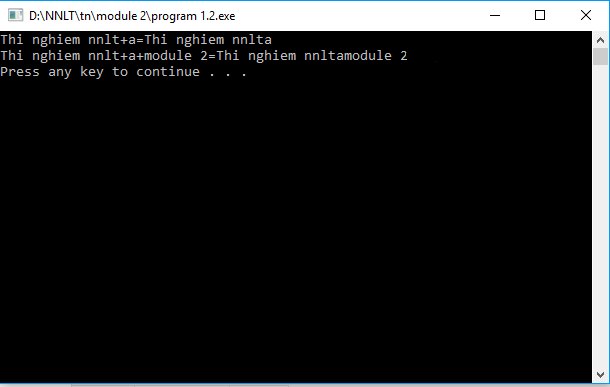 D:\NNLT\tn\module 2\program 1.2.exe
Thi nghiem nnlt+a=Thi nghiem nnlta
Thi nghiem nnlt+a+module 2=Thi nghiem nnltamodule 2
Press any key to continue . . .